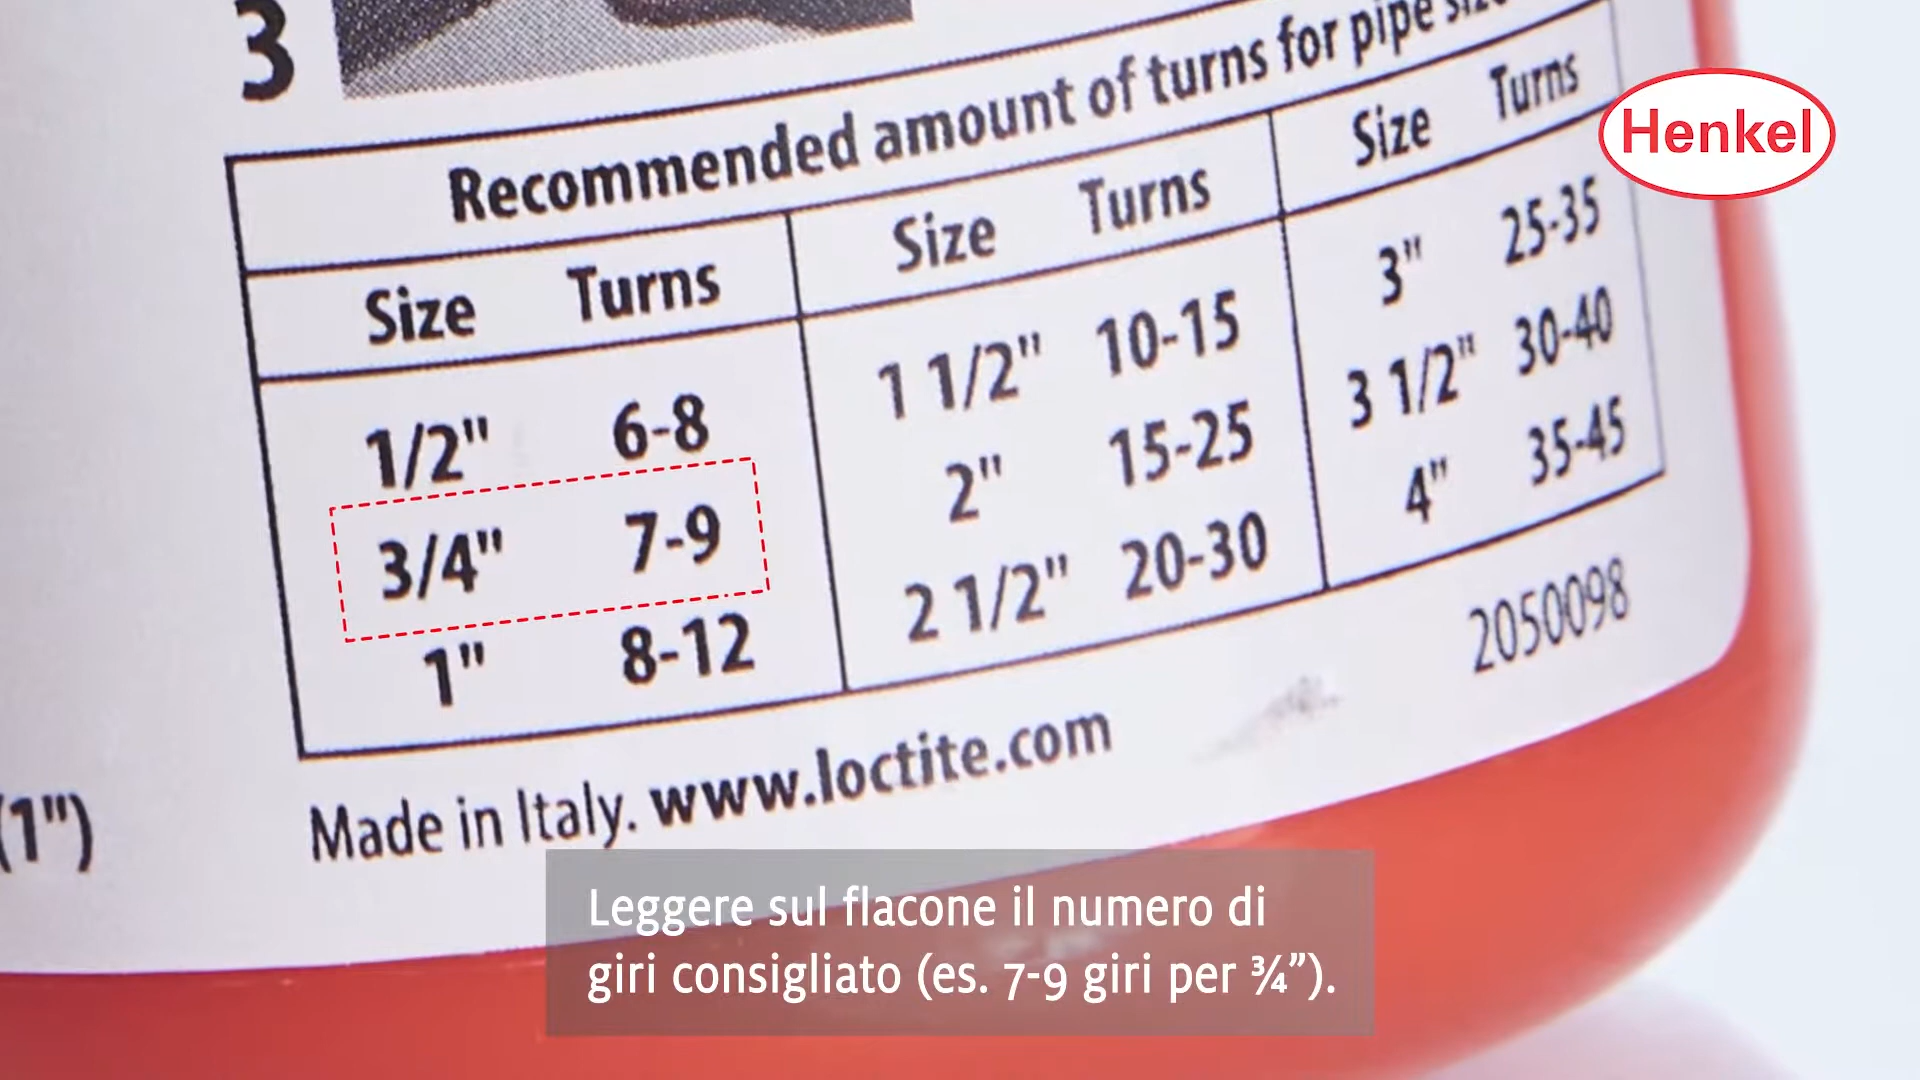 3
Recommended amount of turns for pipe size
Size Turns Size Turns Size Turns
1/2" 6-8 1 1/2" 10-15 3" 25-35
3/4" 7-9 2" 15-25 3 1/2" 30-40
1" 8-12 2 1/2" 20-30 4" 35-45
2050098
Made in Italy. www.loctite.com
(1")
Henkel
Leggere sul flacone il numero di
giri consigliato (es. 7-9 giri per ¾”).